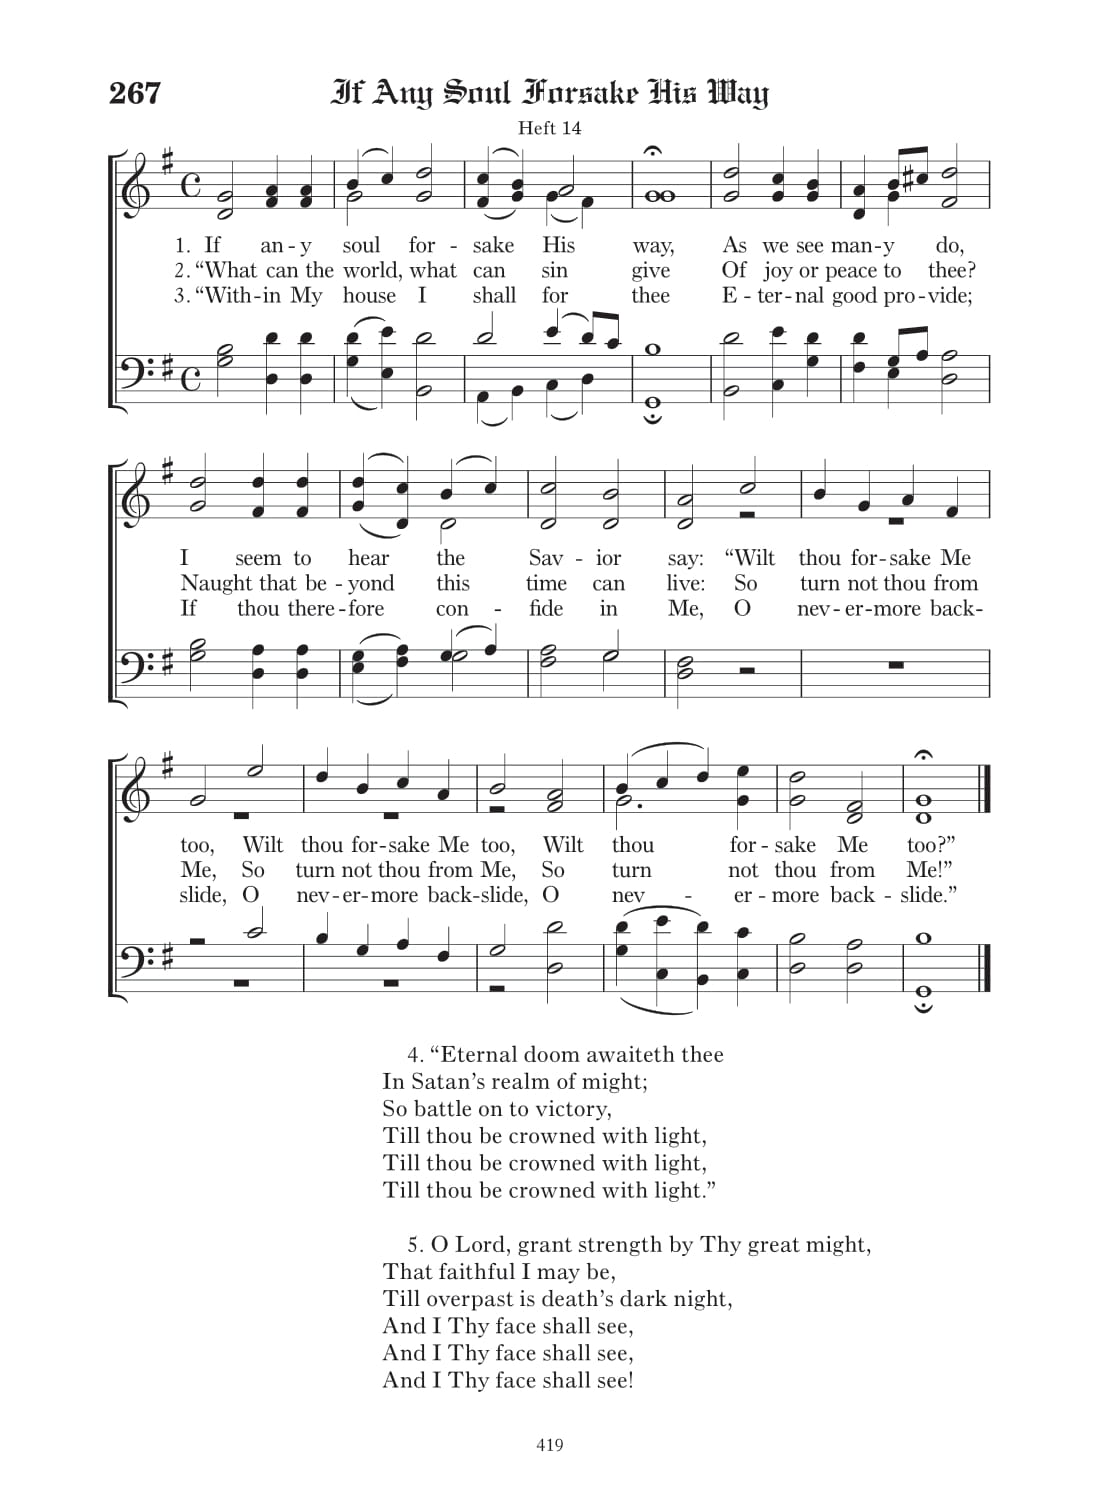 267 If Any Soul Forsake His Way
Heft 14
1. If an - y soul for - sake His way, As we see man - y do,
2. “What can the world, what can sin give Of joy or peace to thee?
3. “With - in My house I shall for thee E - ter - nal good pro - vide;
I seem to hear the Sav - ior say: “Wilt thou for - sake Me
Naught that be - yond this time can live: So turn not thou from
If thou there - fore con - fide in Me, O nev - er - more back -
too, Wilt thou for - sake Me too, Wilt thou for - sake Me too?”
Me, So turn not thou from Me, So turn not thou from Me!”
slide, O nev - er - more back - slide, O nev - er - more back - slide.”
4. “Eternal doom awaiteth thee
In Satan’s realm of might;
So battle on to victory,
Till thou be crowned with light,
Till thou be crowned with light,
Till thou be crowned with light.”
5. O Lord, grant strength by Thy great might,
That faithful I may be,
Till overpast is death’s dark night,
And I Thy face shall see,
And I Thy face shall see,
And I Thy face shall see!
419